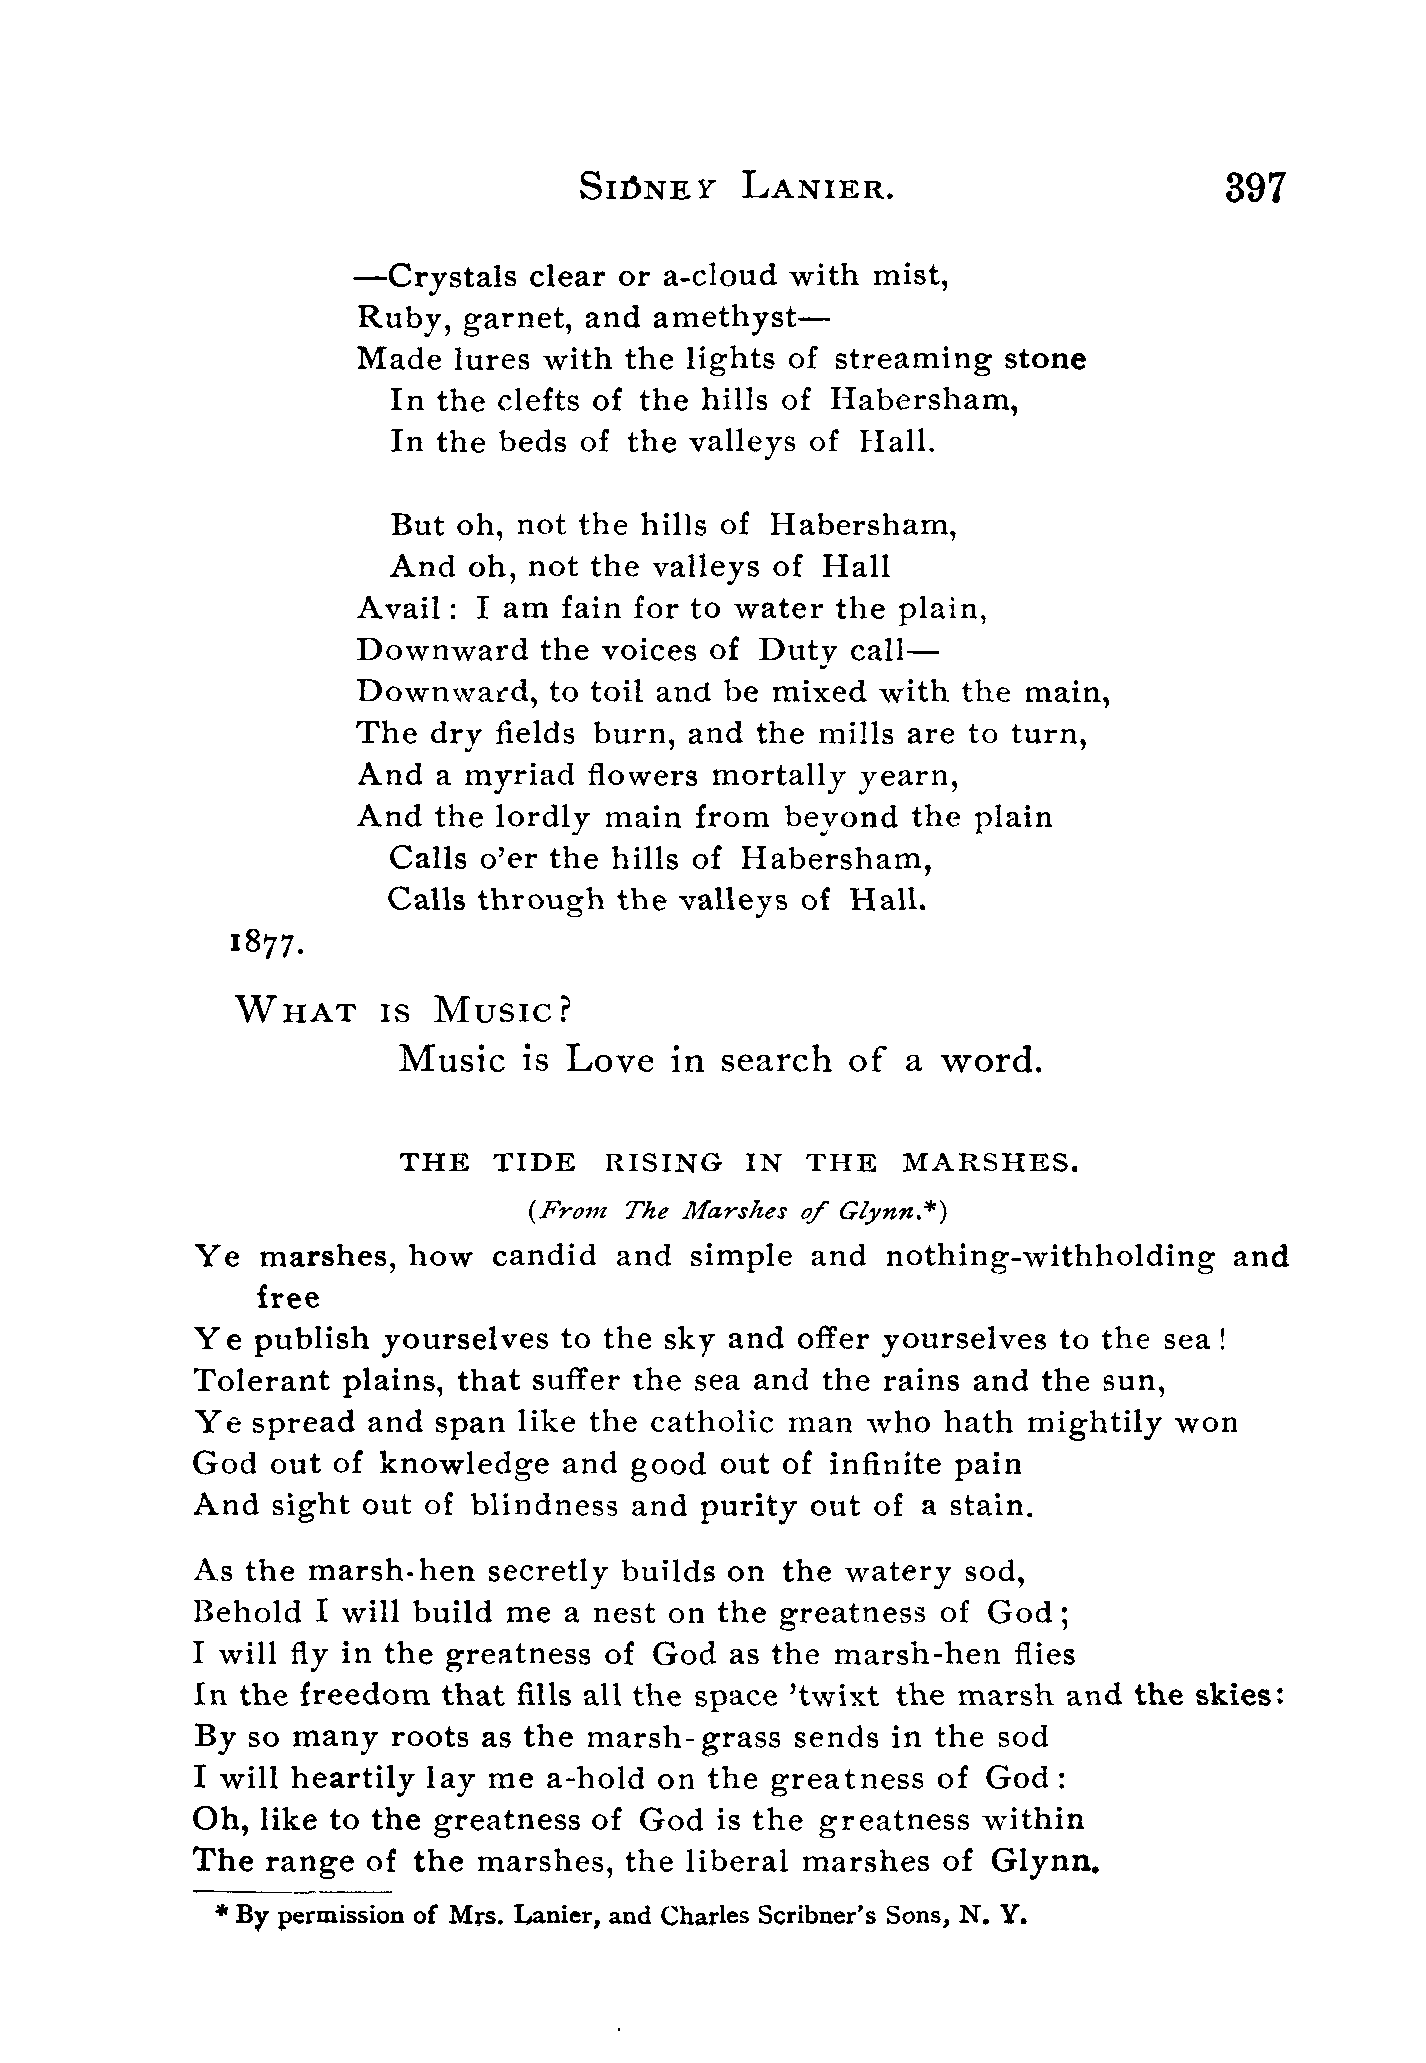 SIDNEY LANIER. 397
—Crystals clear or a-cloud with mist,
Ruby, garnet, and amethyst—
Made lures with the lights of streaming stone
In the clefts of the hills of Habersham,
In the beds of the valleys of Hall.
But oh, not the hills of Habersham,
And oh, not the valleys of Hall
Avail: I am fain for to water the plain,
Downward the voices of Duty call—
Downward, to toil and be mixed with the main,
The dry fields burn, and the mills are to turn,
And a myriad flowers mortally yearn,
And the lordly main from beyond the plain
Calls o'er the hills of Habersham,
Calls through the valleys of Hall.
1877.
WHAT IS MUSIC?
Music is Love in search of a word.
THE TIDE RISING IN THE MARSHES.
(From The Marshes of Glynn.*)
Ye marshes, how candid and simple and nothing-withholding and
free
Ye publish yourselves to the sky and offer yourselves to the sea!
Tolerant plains, that suffer the sea and the rains and the sun,
Ye spread and span like the catholic man who hath mightily won
God out of knowledge and good out of infinite pain
And sight out of blindness and purity out of a stain.
As the marsh-hen secretly builds on the watery sod,
Behold I will build me a nest on the greatness of God;
I will fly in the greatness of God as the marsh-hen flies
In the freedom that fills all the space 'twixt the marsh and the skies:
By so many roots as the marsh-grass sends in the sod
I will heartily lay me a-hold on the greatness of God:
Oh, like to the greatness of God is the greatness within
The range of the marshes, the liberal marshes of Glynn.
* By permission of Mrs. Lanier, and Charles Scribner's Sons, N. Y.